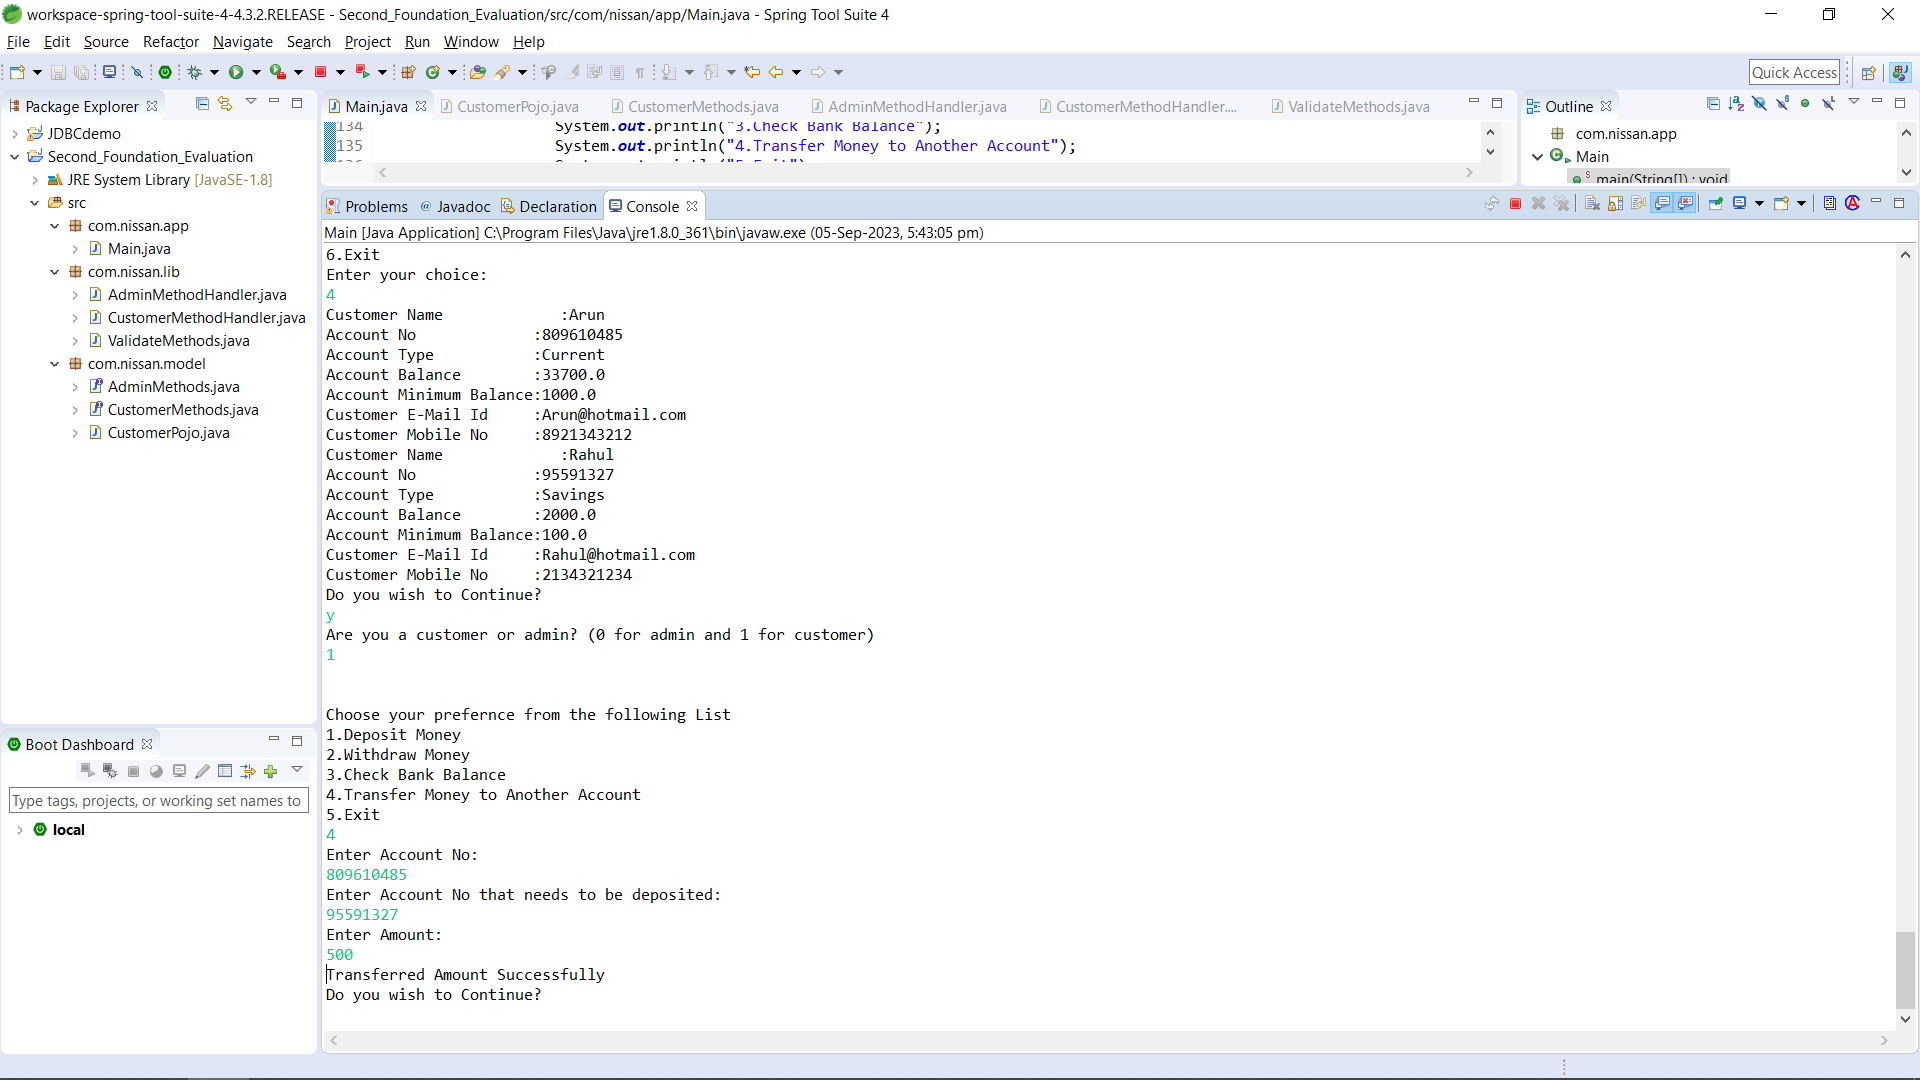 workspace-spring-tool-suite-4-4.3.2.RELEASE - Second_Foundation_Evaluation/src/com/nissan/app/Main.java - Spring Tool Suite 4
File Edit Source Refactor Navigate Search Project Run Window Help
Quick Access
Package Explorer
JDBCdemo
Second_Foundation_Evaluation
JRE System Library [JavaSE-1.8]
src
com.nissan.app
Main.java
com.nissan.lib
AdminMethodHandler.java
CustomerMethodHandler.java
ValidateMethods.java
com.nissan.model
AdminMethods.java
CustomerMethods.java
CustomerPojo.java
Boot Dashboard
Type tags, projects, or working set names to
local
Main.java CustomerPojo.java CustomerMethods.java AdminMethodHandler.java CustomerMethodHandler.... ValidateMethods.java
134 System.out.println("3.Check Bank Balance");
135 System.out.println("4.Transfer Money to Another Account");
Outline
com.nissan.app
Main
main(String[]) : void
Problems @ Javadoc Declaration Console
Main [Java Application] C:\Program Files\Java\jre1.8.0_361\bin\javaw.exe (05-Sep-2023, 5:43:05 pm)
6.Exit
Enter your choice:
4
Customer Name :Arun
Account No :809610485
Account Type :Current
Account Balance :33700.0
Account Minimum Balance:1000.0
Customer E-Mail Id :Arun@hotmail.com
Customer Mobile No :8921343212
Customer Name :Rahul
Account No :95591327
Account Type :Savings
Account Balance :2000.0
Account Minimum Balance:100.0
Customer E-Mail Id :Rahul@hotmail.com
Customer Mobile No :2134321234
Do you wish to Continue?
y
Are you a customer or admin? (0 for admin and 1 for customer)
1
Choose your prefernce from the following List
1.Deposit Money
2.Withdraw Money
3.Check Bank Balance
4.Transfer Money to Another Account
5.Exit
4
Enter Account No:
809610485
Enter Account No that needs to be deposited:
95591327
Enter Amount:
500
Transferred Amount Successfully
Do you wish to Continue?